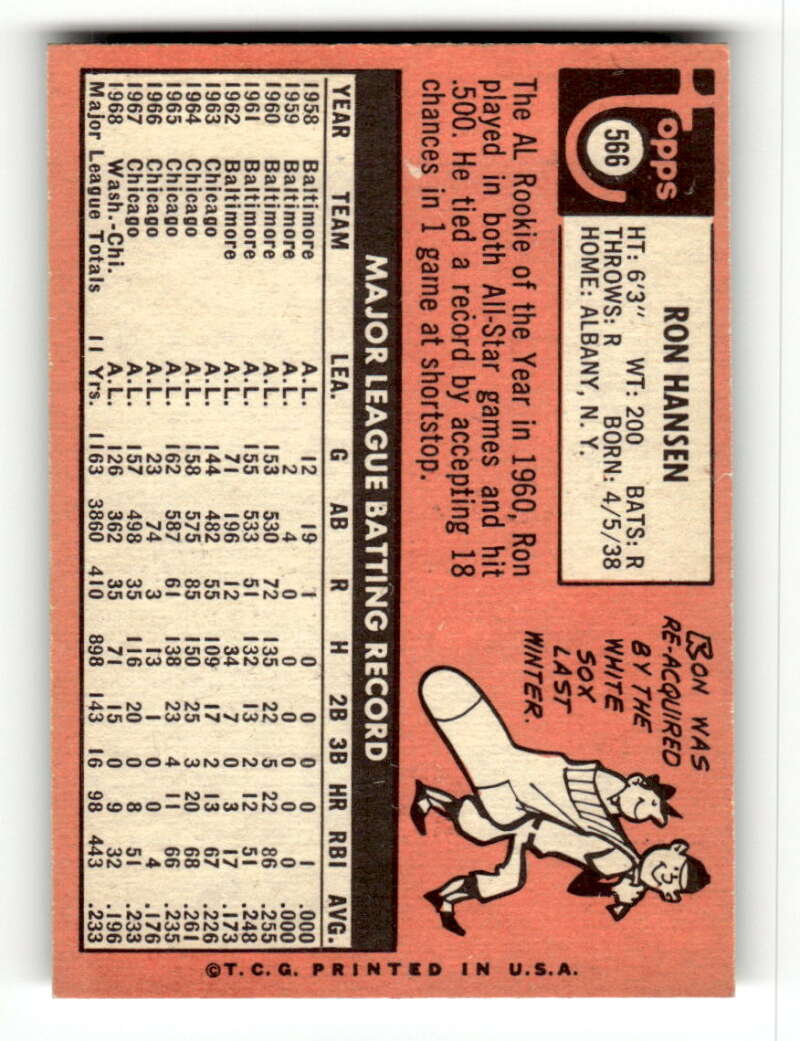 Topps
566
RON HANSEN
HT: 6'3" WT: 200 BATS: R
THROWS: R BORN: 4/5/38
HOME: ALBANY, N. Y.
The AL Rookie of the Year in 1960, Ron
played in both All-Star games and hit
.500. He tied a record by accepting 18
chances in 1 game at shortstop.
RON WAS
RE-ACQUIRED
BY THE
WHITE
SOX
LAST
WINTER.
MAJOR LEAGUE BATTING RECORD
YEAR TEAM LEA. G AB R H 2B 3B HR RBI AVG.
1958 Baltimore A.L. 12 19 1 0 0 0 0 1 .000
1959 Baltimore A.L. 2 4 0 0 0 0 0 0 .000
1960 Baltimore A.L. 153 530 72 135 22 5 22 86 .255
1961 Baltimore A.L. 155 533 51 132 13 2 12 51 .248
1962 Baltimore A.L. 71 196 12 34 7 0 3 17 .173
1963 Chicago A.L. 144 482 55 109 17 2 13 67 .226
1964 Chicago A.L. 158 575 85 150 25 3 20 68 .261
1965 Chicago A.L. 162 587 61 138 23 4 11 66 .235
1966 Chicago A.L. 23 74 3 13 1 0 0 4 .176
1967 Chicago A.L. 157 498 35 116 20 0 8 51 .233
1968 Wash.-Chi. A.L. 126 362 35 71 15 0 9 32 .196
Major League Totals 11 Yrs. 1163 3860 410 898 143 16 98 443 .233
©T.C.G. PRINTED IN U.S.A.